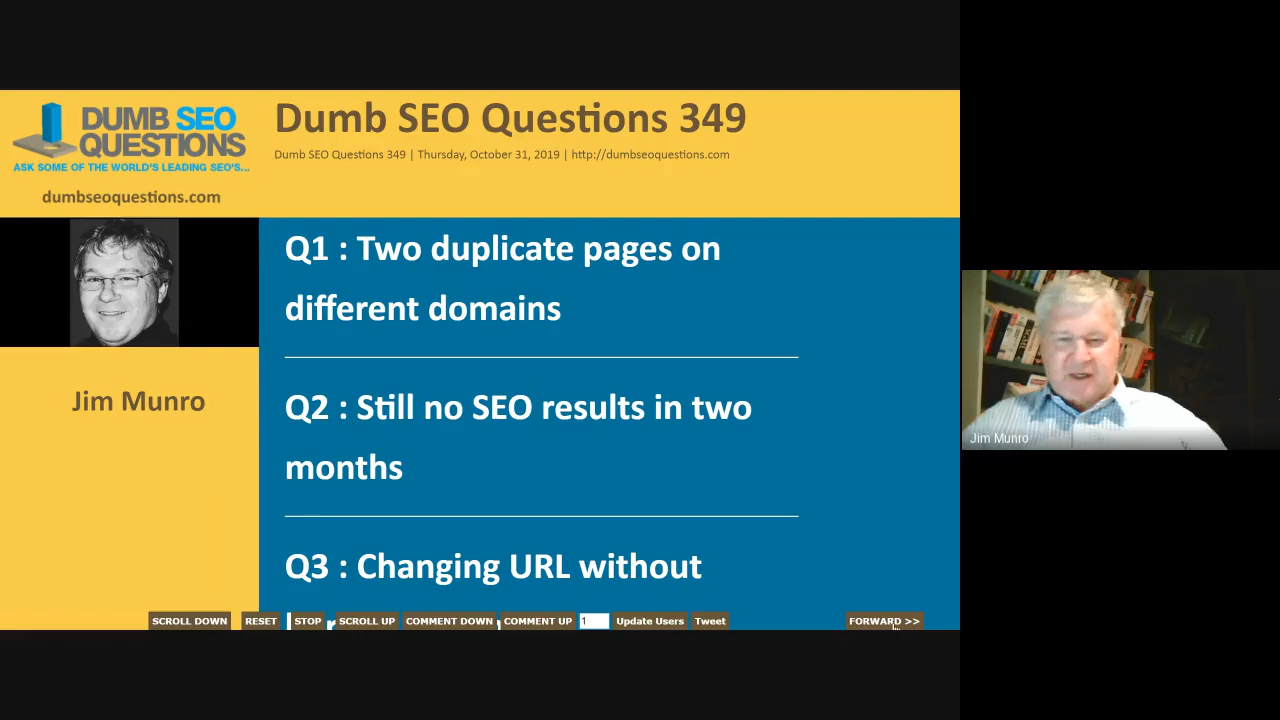 DUMB SEO
QUESTIONS
ASK SOME OF THE WORLD'S LEADING SEO'S...
dumbseoquestions.com
Dumb SEO Questions 349
Dumb SEO Questions 349 | Thursday, October 31, 2019 | http://dumbseoquestions.com
Jim Munro
Q1 : Two duplicate pages on
different domains
Q2 : Still no SEO results in two
months
Q3 : Changing URL without
SCROLL DOWN RESET STOP SCROLL UP COMMENT DOWN COMMENT UP 1 Update Users Tweet FORWARD >>
Jim Munro